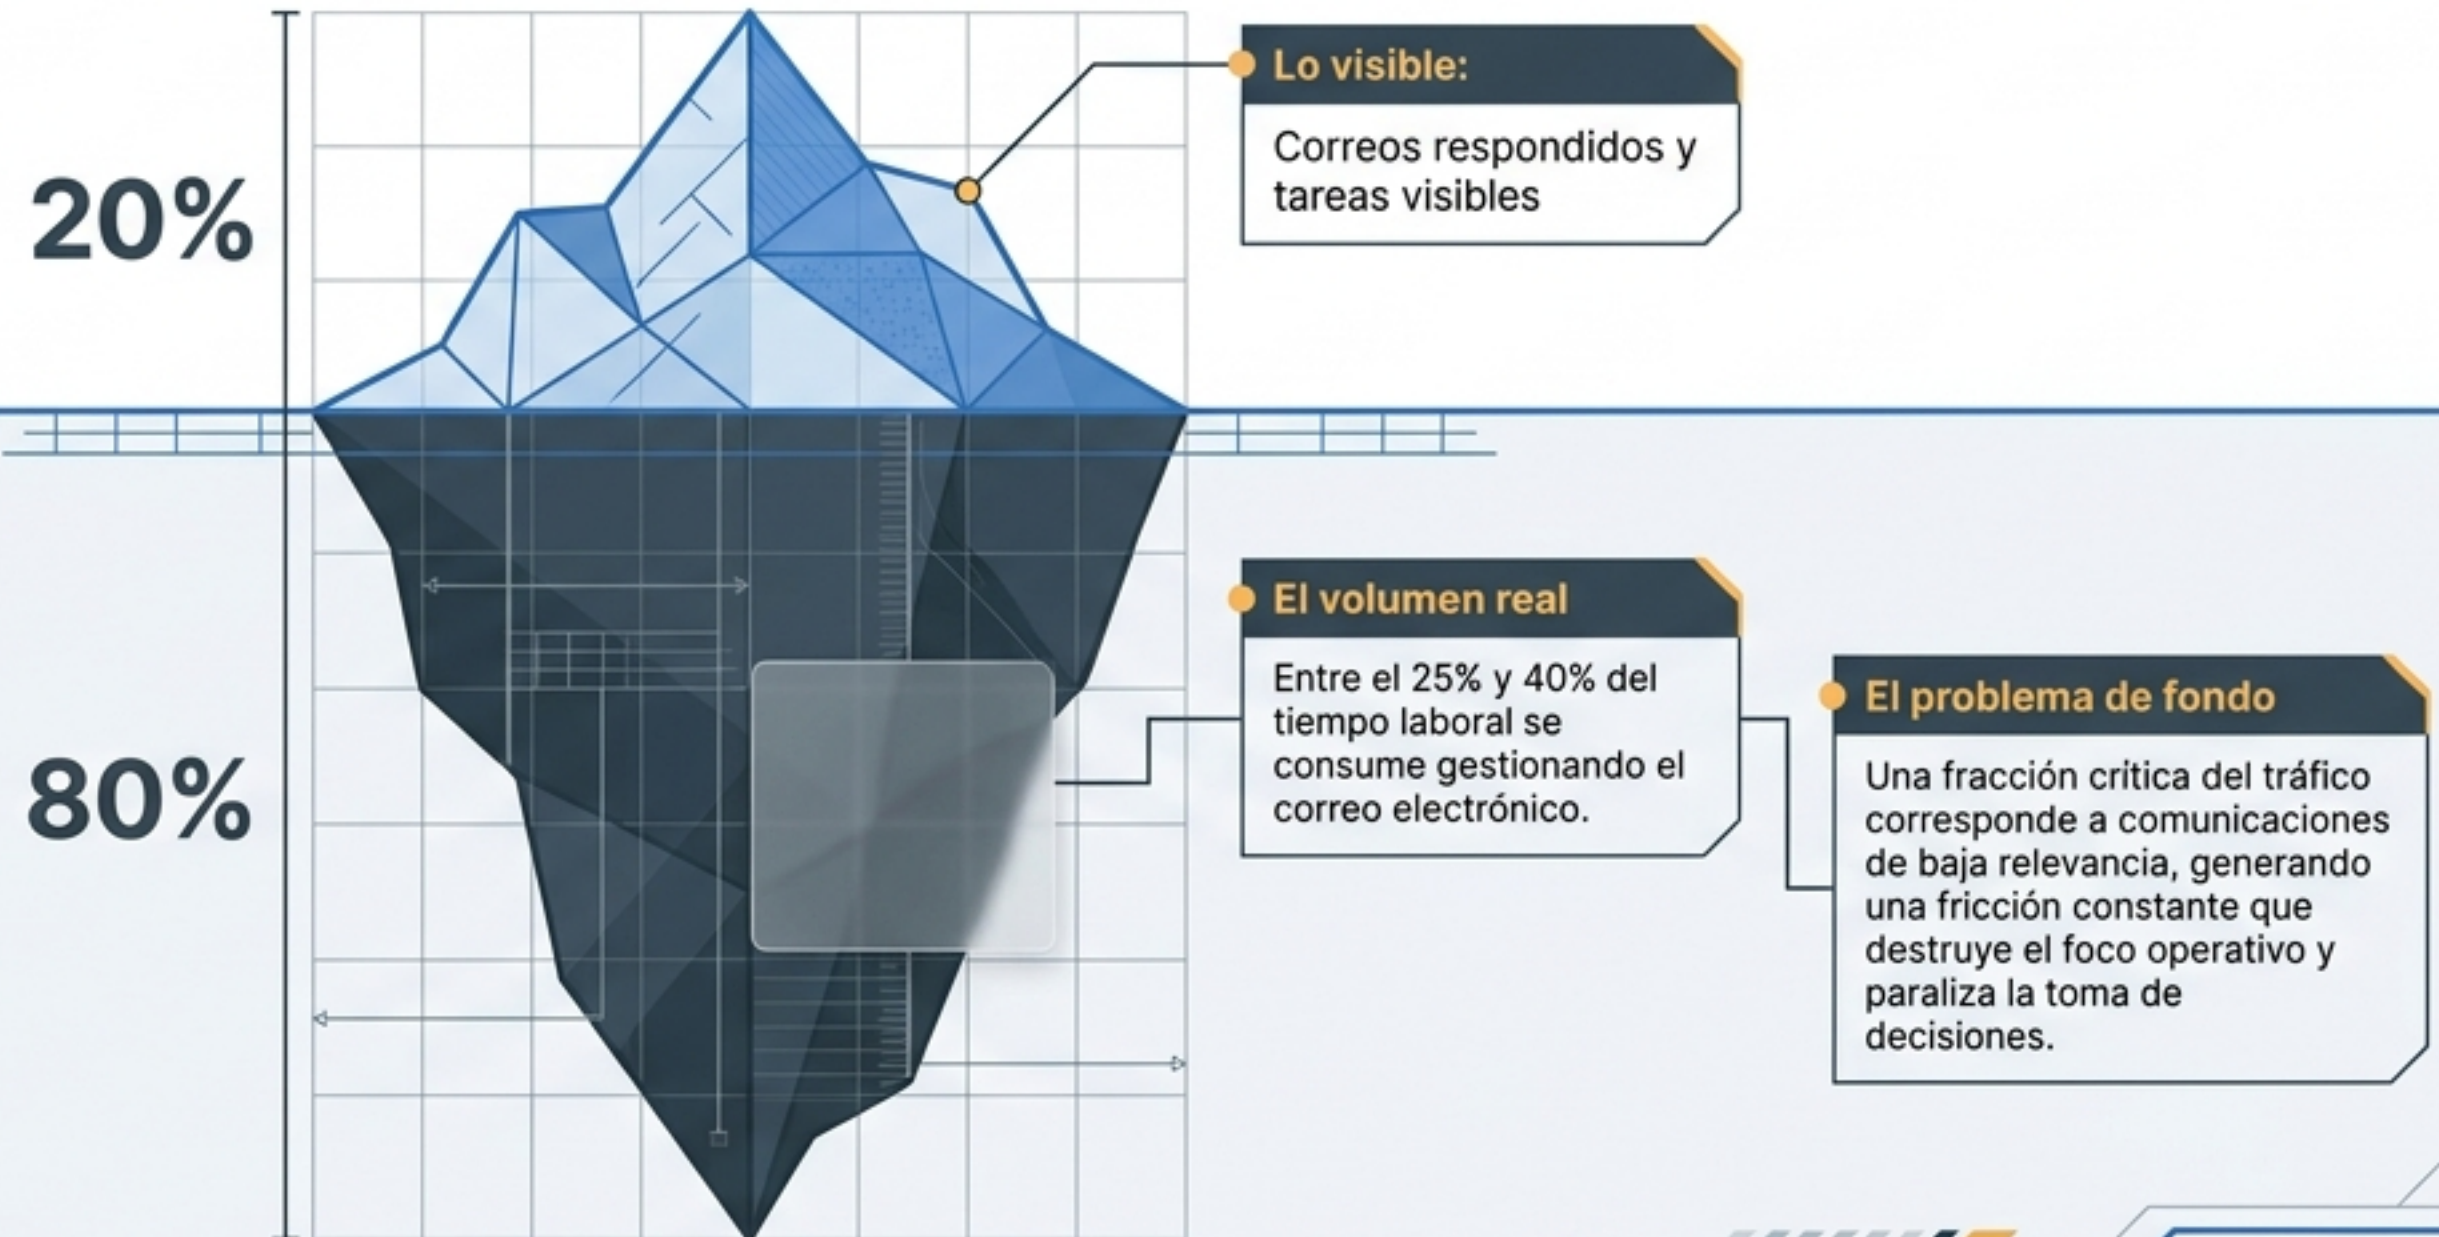 20%
Lo visible:
Correos respondidos y
tareas visibles
80%
El volumen real
Entre el 25% y 40% del
tiempo laboral se
consume gestionando el
correo electrónico.
El problema de fondo
Una fracción crítica del tráfico
corresponde a comunicaciones
de baja relevancia, generando
una fricción constante que
destruye el foco operativo y
paraliza la toma de
decisiones.